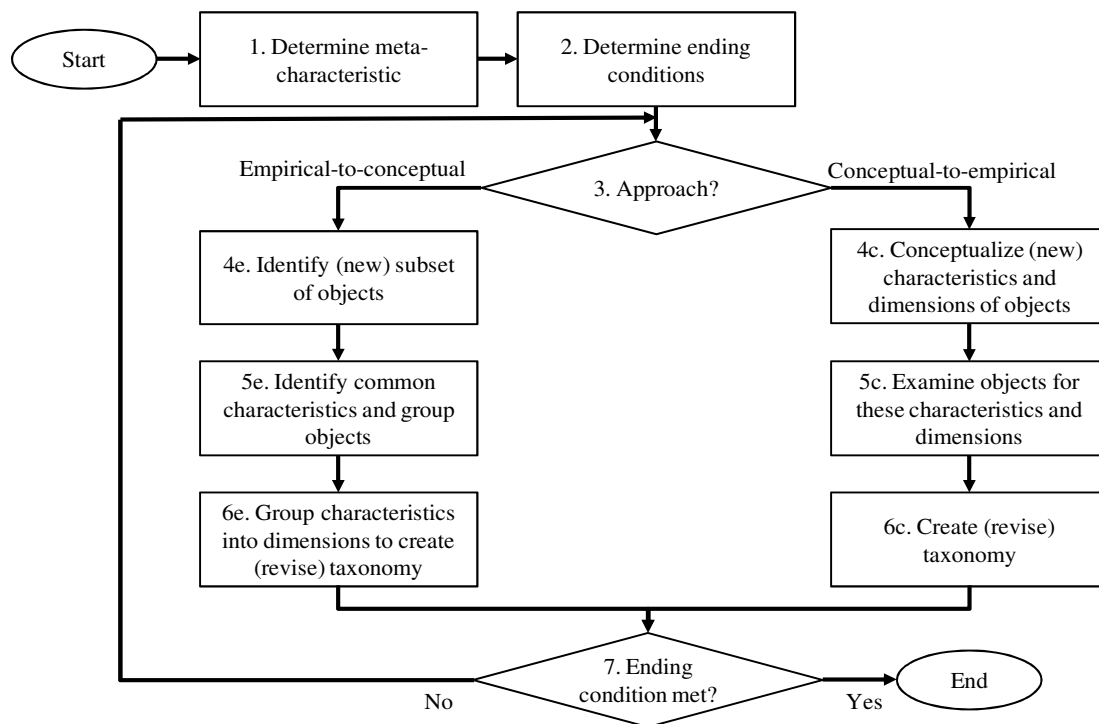 Start
1. Determine meta-
characteristic
2. Determine ending
conditions
Empirical-to-conceptual
3. Approach?
Conceptual-to-empirical
4e. Identify (new) subset
of objects
4c. Conceptualize (new)
characteristics and
dimensions of objects
5e. Identify common
characteristics and group
objects
5c. Examine objects for
these characteristics and
dimensions
6e. Group characteristics
into dimensions to create
(revise) taxonomy
6c. Create (revise)
taxonomy
7. Ending
condition met?
No
Yes
End